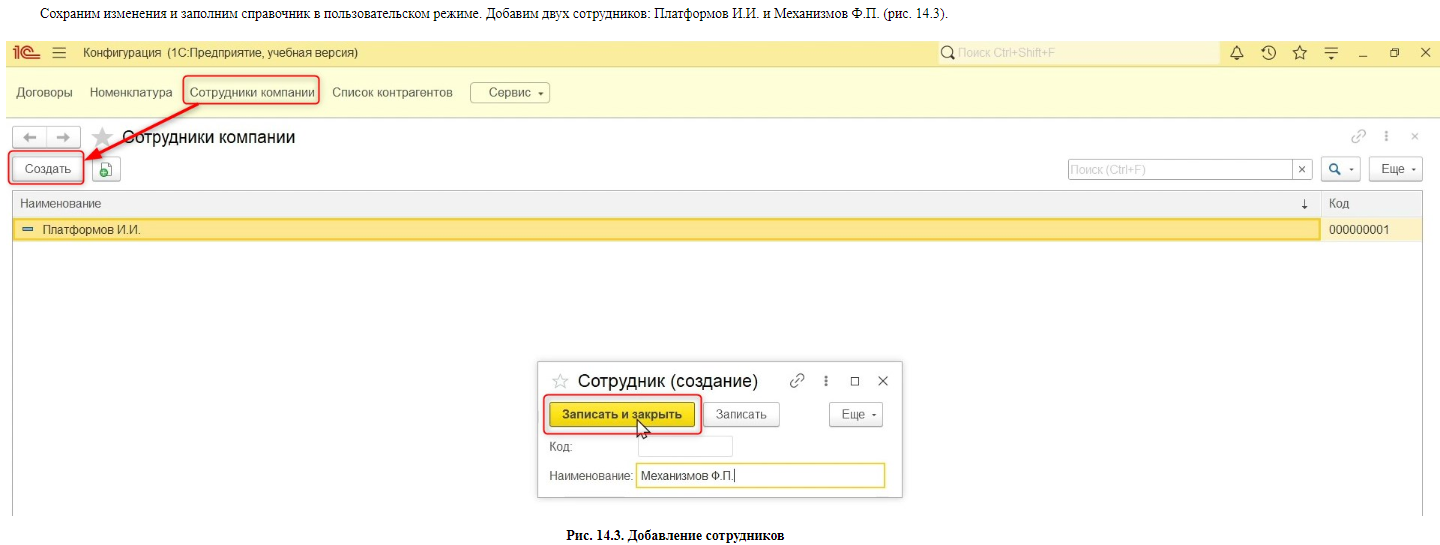 Сохраним изменения и заполним справочник в пользовательском режиме. Добавим двух сотрудников: Платформов И.И. и Механизмов Ф.П. (рис. 14.3).
1С Конфигурация (1С:Предприятие, учебная версия) Поиск Ctrl+Shift+F
Договоры Номенклатура Сотрудники компании Список контрагентов Сервис
Сотрудники компании
Создать Поиск (Ctrl+F) × Еще
Наименование ↓ Код
Платформов И.И. 000000001
Сотрудник (создание)
Записать и закрыть Записать Еще
Код:
Наименование: Механизмов Ф.П.
Рис. 14.3. Добавление сотрудников